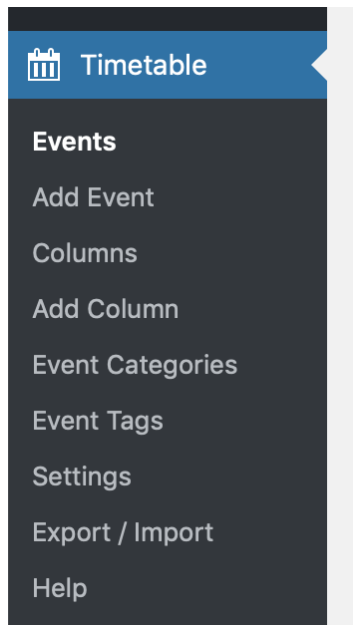 Timetable
Events
Add Event
Columns
Add Column
Event Categories
Event Tags
Settings
Export / Import
Help